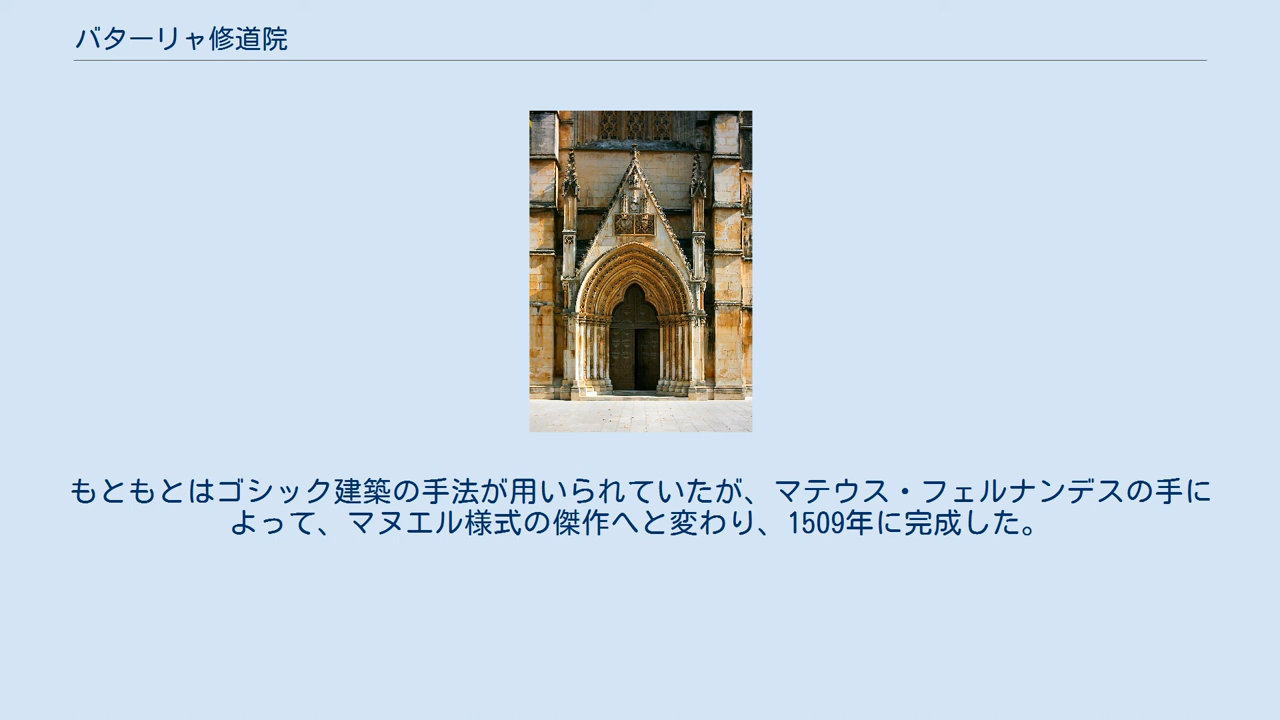 バターリャ修道院
もともとはゴシック建築の手法が用いられていたが、マテウス・フェルナンデスの手に
よって、マヌエル様式の傑作へと変わり、1509年に完成した。